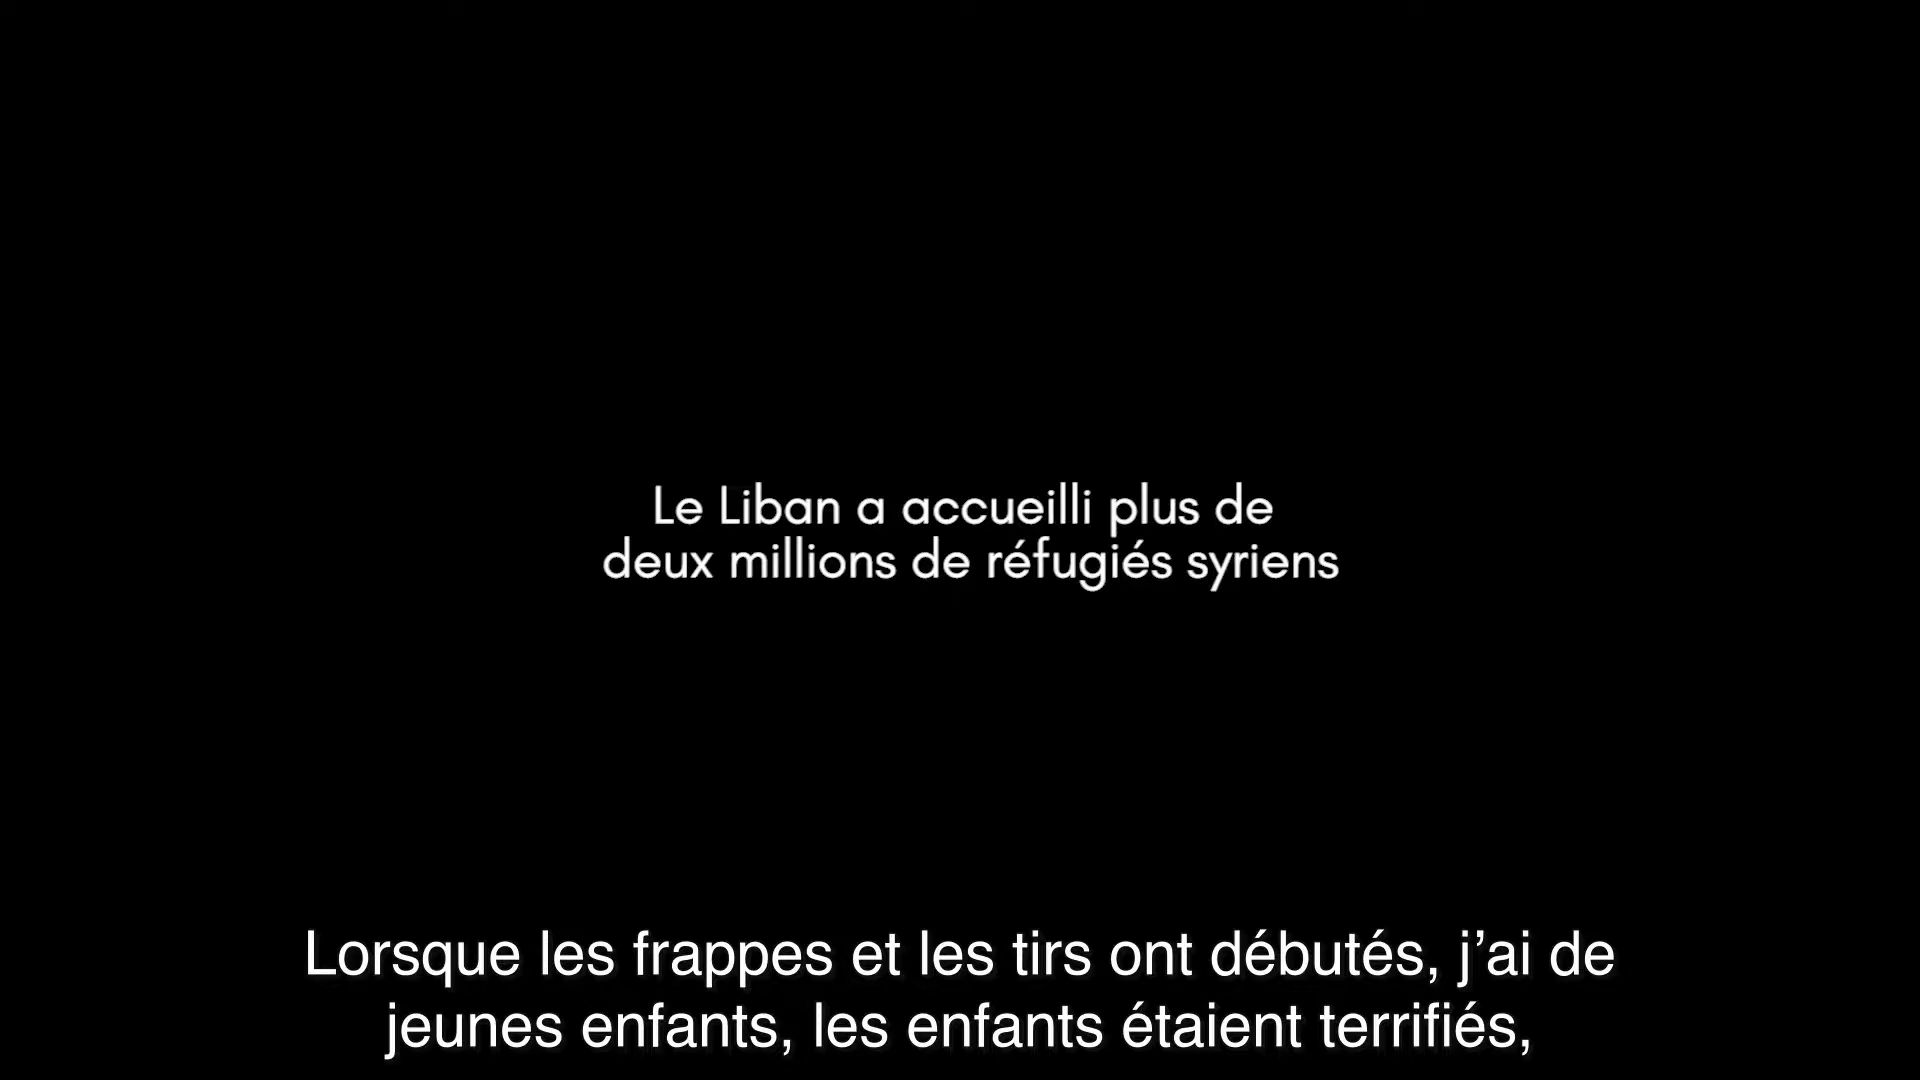 Le Liban a accueilli plus de
deux millions de réfugiés syriens
Lorsque les frappes et les tirs ont débutés, j’ai de
jeunes enfants, les enfants étaient terrifiés,